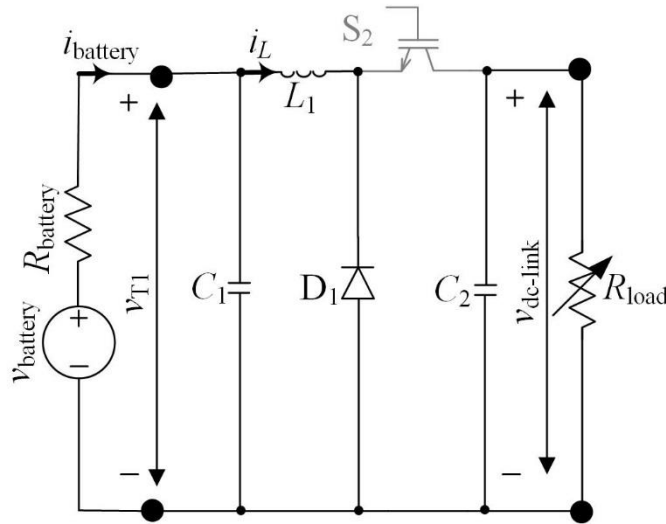 i_battery
i_L
S_2
+
+
L_1
R_battery
v_T1
C_1
D_1
C_2
v_dc-link
R_load
+
v_battery
−
−
−